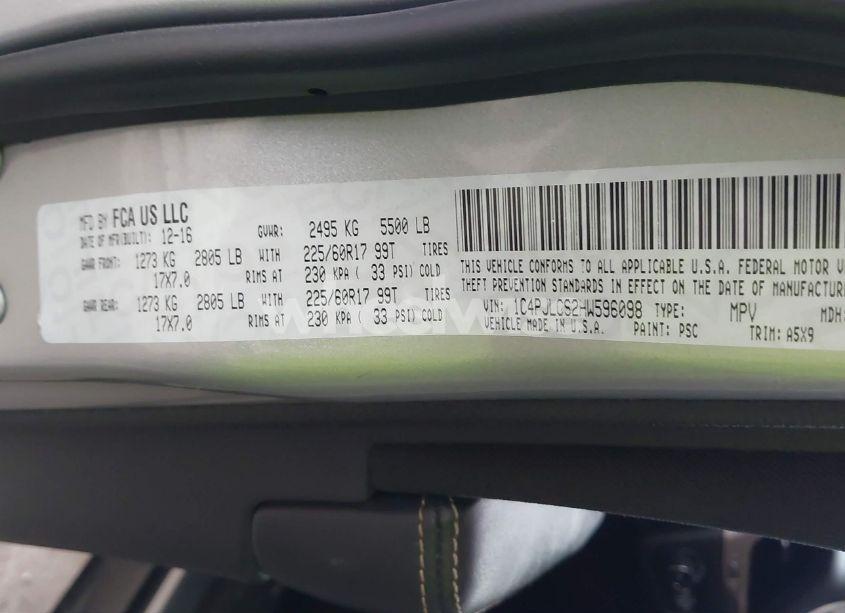 MFD BY FCA US LLC
DATE OF MFR(BUILT): 12-16 GVWR: 2495 KG 5500 LB
GAWR FRONT: 1273 KG 2805 LB WITH 225/60R17 99T TIRES
17X7.0 RIMS AT 230 KPA ( 33 PSI) COLD
GAWR REAR: 1273 KG 2805 LB WITH 225/60R17 99T TIRES
17X7.0 RIMS AT 230 KPA ( 33 PSI) COLD
THIS VEHICLE CONFORMS TO ALL APPLICABLE U.S.A. FEDERAL MOTOR
THEFT PREVENTION STANDARDS IN EFFECT ON THE DATE OF MANUFACTUR
VIN: 1C4PJLCS2HW596098 TYPE: MPV MDH:
VEHICLE MADE IN U.S.A. PAINT: PSC TRIM: A5X9